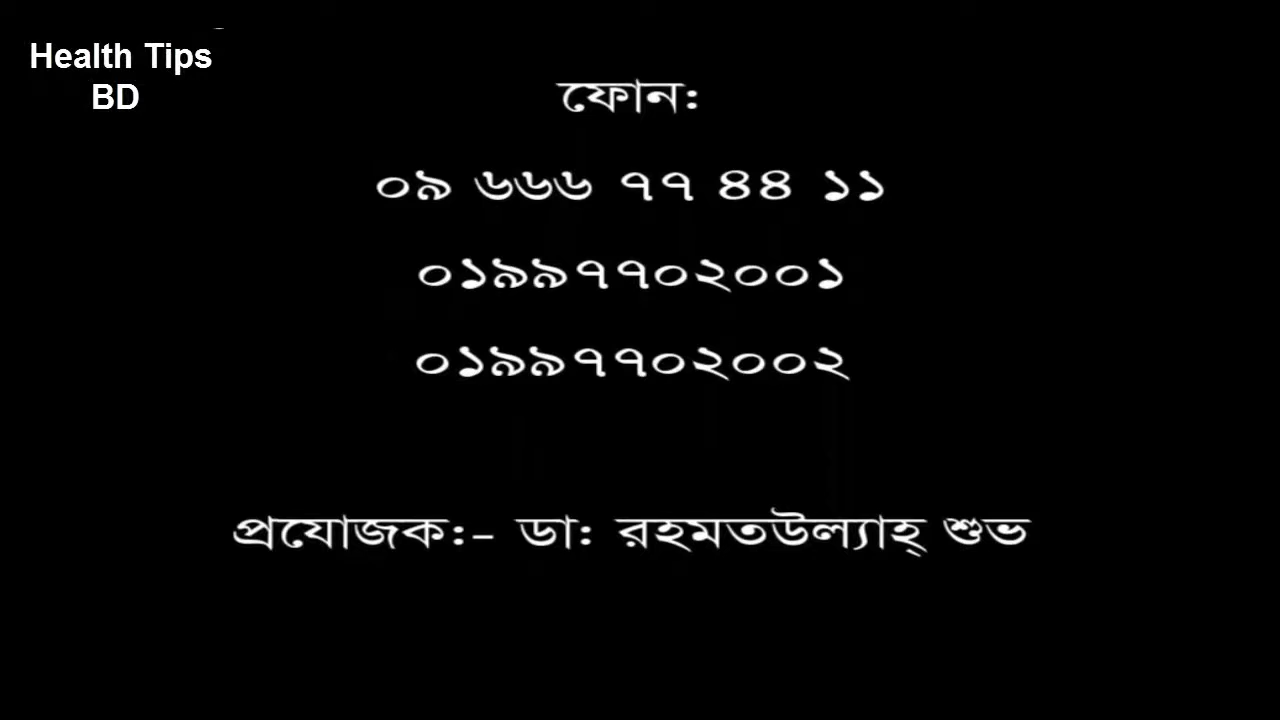 Health Tips
BD
ফোন:
০৯ ৬৬৬ ৭৭ ৪৪ ১১
০১৯৯৭৭০২০০১
০১৯৯৭৭০২০০২
প্রযোজক:- ডা: রহমতউল্যাহ্ শুভ